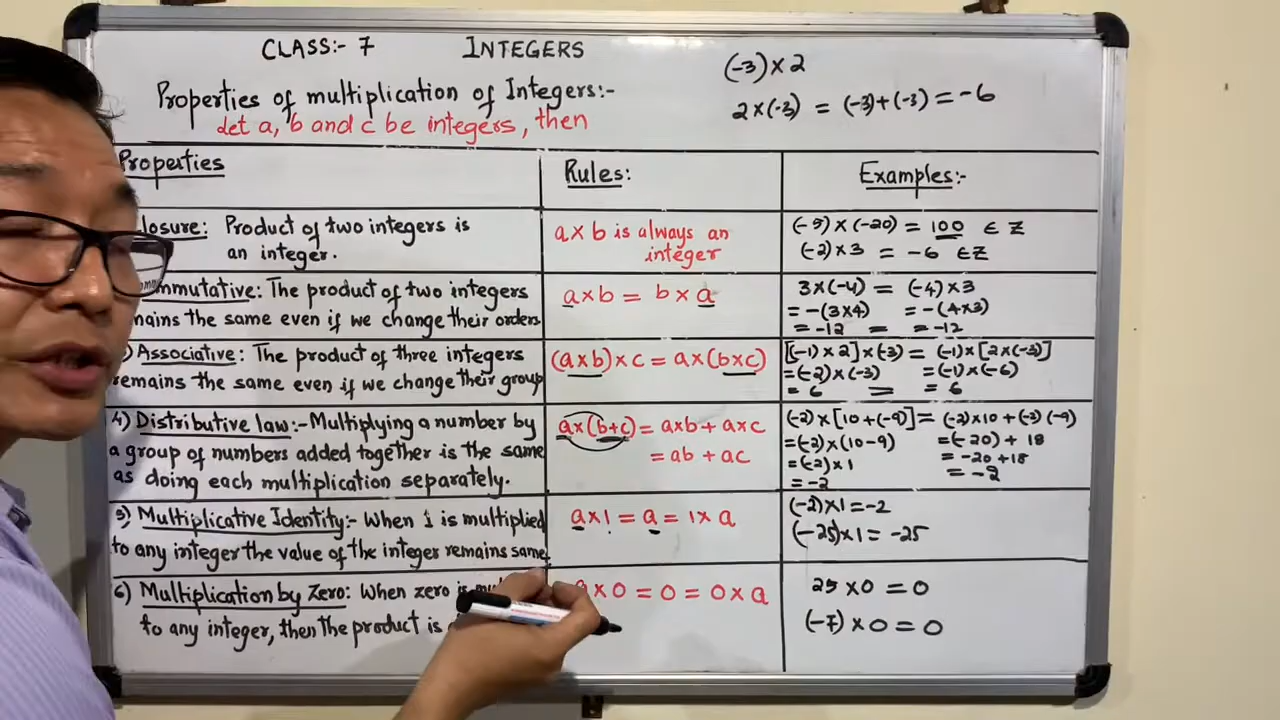 CLASS:- 7 INTEGERS
Properties of multiplication of Integers:-
Let a, b and c be integers, then
(-3)×2
2×(-3) = (-3)+(-3) = -6
Properties Rules: Examples:-
losure: Product of two integers is
an integer.
a×b is always an
integer
(-5)×(-20) = 100 ∈ Z
(-2)×3 = -6 ∈Z
mmutative: The product of two integers
mains the same even if we change their orders
a×b = b×a
3×(-4) = (-4)×3
= -(3×4) = -(4×3)
= -12 = = -12
) Associative: The product of three integers
remains the same even if we change their group
(a×b)×c = a×(b×c)
[(-1)×2]×(-3) = (-1)×[2×(-3)]
=(-2)×(-3) =(-1)×(-6)
= 6 = = 6
4) Distributive law:- Multiplying a number by
a group of numbers added together is the same
as doing each multiplication separately.
a×(b+c) = a×b + a×c
= ab + ac
(-2)×[10+(-9)] = (-2)×10 + (-2)(-9)
=(-2)×(10-9) =(-20)+ 18
=(-2)×1 = -20+18
= -2 = -2
5) Multiplicative Identity:- When 1 is multiplied
to any integer the value of the integer remains same
a×1 = a = 1×a
(-2)×1 = -2
(-25)×1 = -25
6) Multiplication by Zero: When zero is
to any integer, then the product is
a×0 = 0 = 0×a
25×0 = 0
(-7)×0 = 0